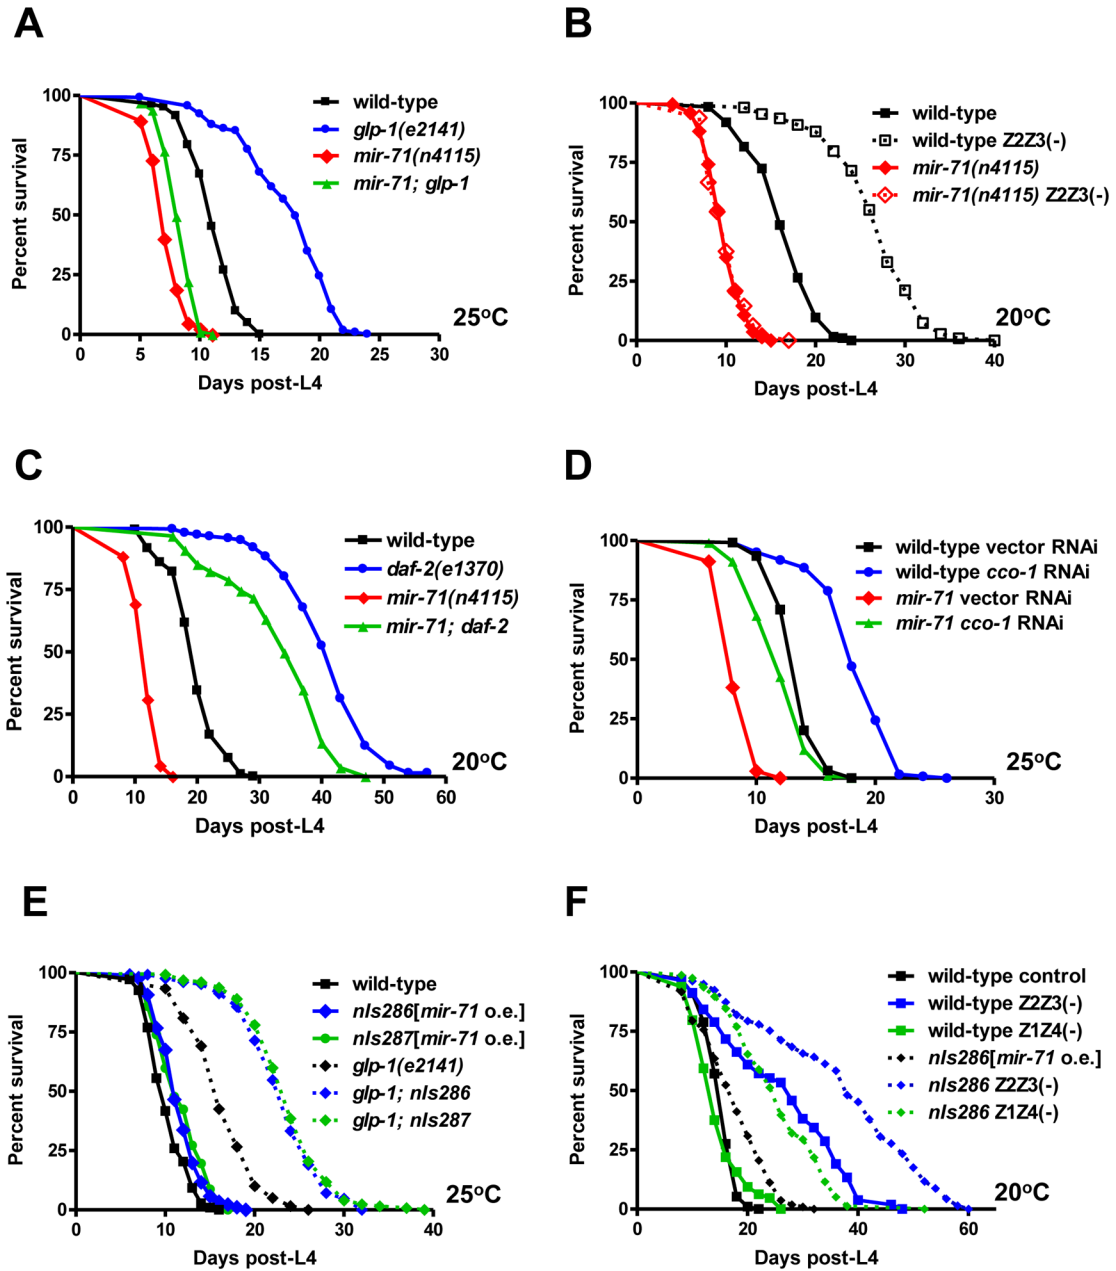 A
100
75
50
25
0
0
5
10
15
20
25
30
Percent survival
Days post-L4
wild-type
glp-1(e2141)
mir-71(n4115)
mir-71; glp-1
25°C
B
100
75
50
25
0
0
10
20
30
40
Percent survival
Days post-L4
wild-type
wild-type Z2Z3(-)
mir-71(n4115)
mir-71(n4115) Z2Z3(-)
20°C
C
100
75
50
25
0
0
10
20
30
40
50
60
Percent survival
Days post-L4
wild-type
daf-2(e1370)
mir-71(n4115)
mir-71; daf-2
20°C
D
100
75
50
25
0
0
10
20
30
Percent survival
Days post-L4
wild-type vector RNAi
wild-type cco-1 RNAi
mir-71 vector RNAi
mir-71 cco-1 RNAi
25°C
E
100
75
50
25
0
0
10
20
30
40
Percent survival
Days post-L4
wild-type
nIs286[mir-71 o.e.]
nIs287[mir-71 o.e.]
glp-1(e2141)
glp-1; nIs286
glp-1; nIs287
25°C
F
100
75
50
25
0
0
20
40
60
Percent survival
Days post-L4
wild-type control
wild-type Z2Z3(-)
wild-type Z1Z4(-)
nIs286[mir-71 o.e.]
nIs286 Z2Z3(-)
nIs286 Z1Z4(-)
20°C